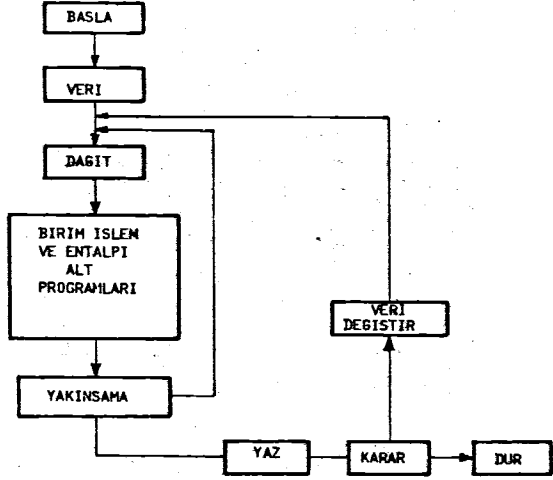 BASLA
VERI
DAGIT
BIRIM ISLEM
VE ENTALPI
ALT
PROGRAMLARI
YAKINSAMA
VERI
DEGISTIR
YAZ
KARAR
DUR